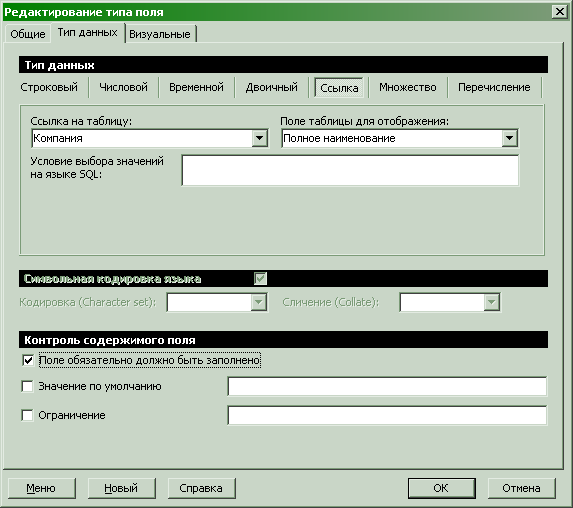 Редактирование типа поля
Общие Тип данных Визуальные
Тип данных
Строковый Числовой Временной Двоичный Ссылка Множество Перечисление
Ссылка на таблицу: Поле таблицы для отображения:
Компания Полное наименование
Условие выбора значений
на языке SQL:
Символьная кодировка языка
Кодировка (Character set): Сличение (Collate):
Контроль содержимого поля
Поле обязательно должно быть заполнено
Значение по умолчанию
Ограничение
Меню Новый Справка OK Отмена